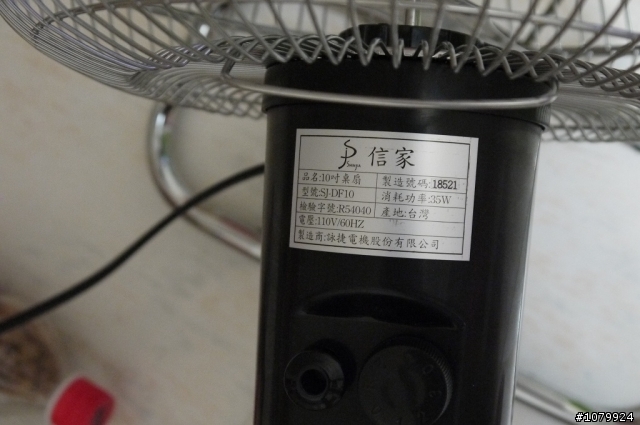 信家
品名:10吋桌扇 製造號碼:18521
型號:SJ-DF10 消耗功率:35W
檢驗字號:R54040 產地:台灣
電壓:110V/60HZ
製造商:詠捷電機股份有限公司
#1079924